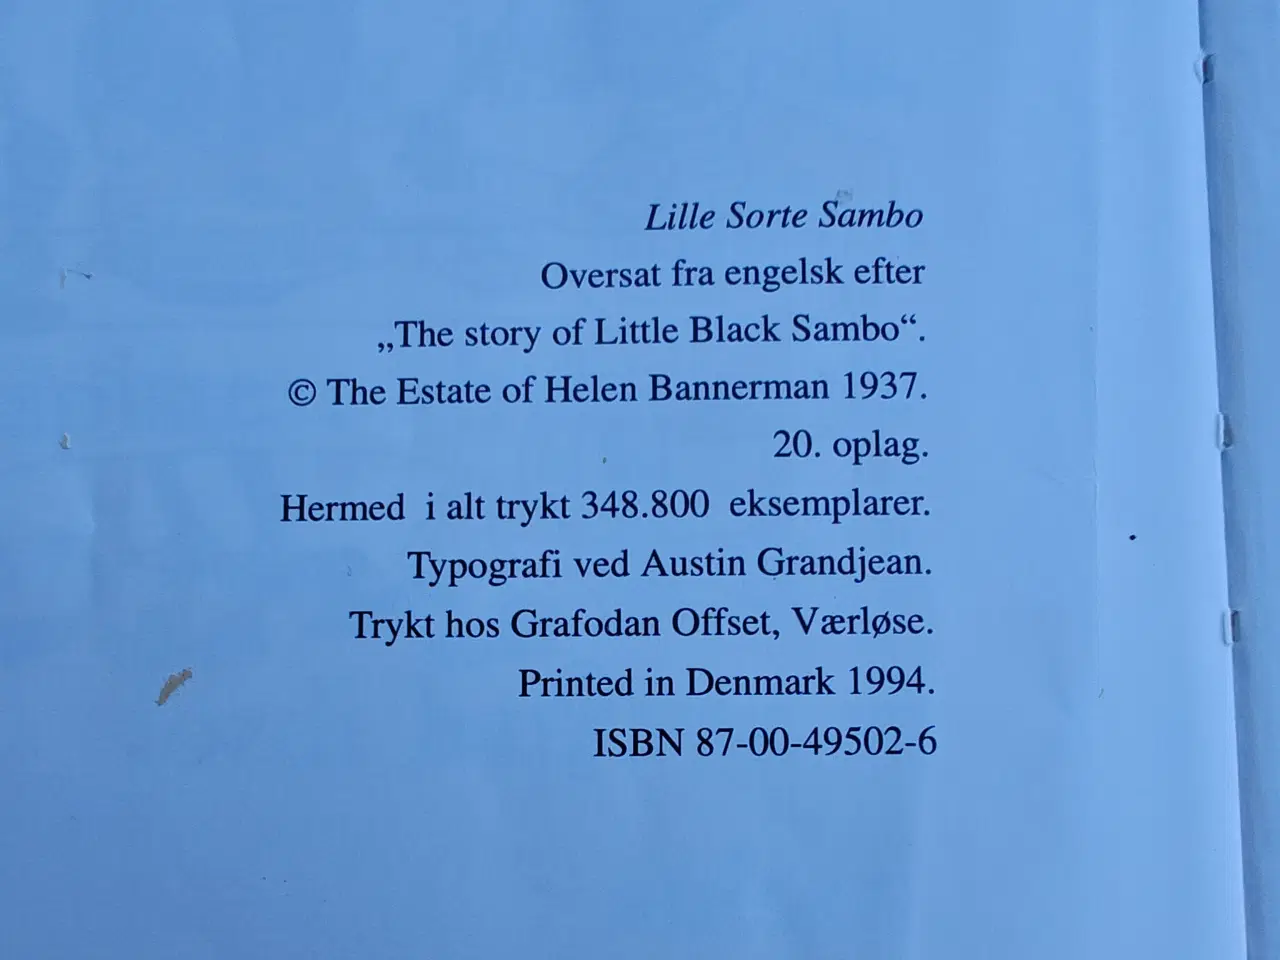 Lille Sorte Sambo
Oversat fra engelsk efter
„The story of Little Black Sambo“.
© The Estate of Helen Bannerman 1937.
20. oplag.
Hermed i alt trykt 348.800 eksemplarer.
Typografi ved Austin Grandjean.
Trykt hos Grafodan Offset, Værløse.
Printed in Denmark 1994.
ISBN 87-00-49502-6